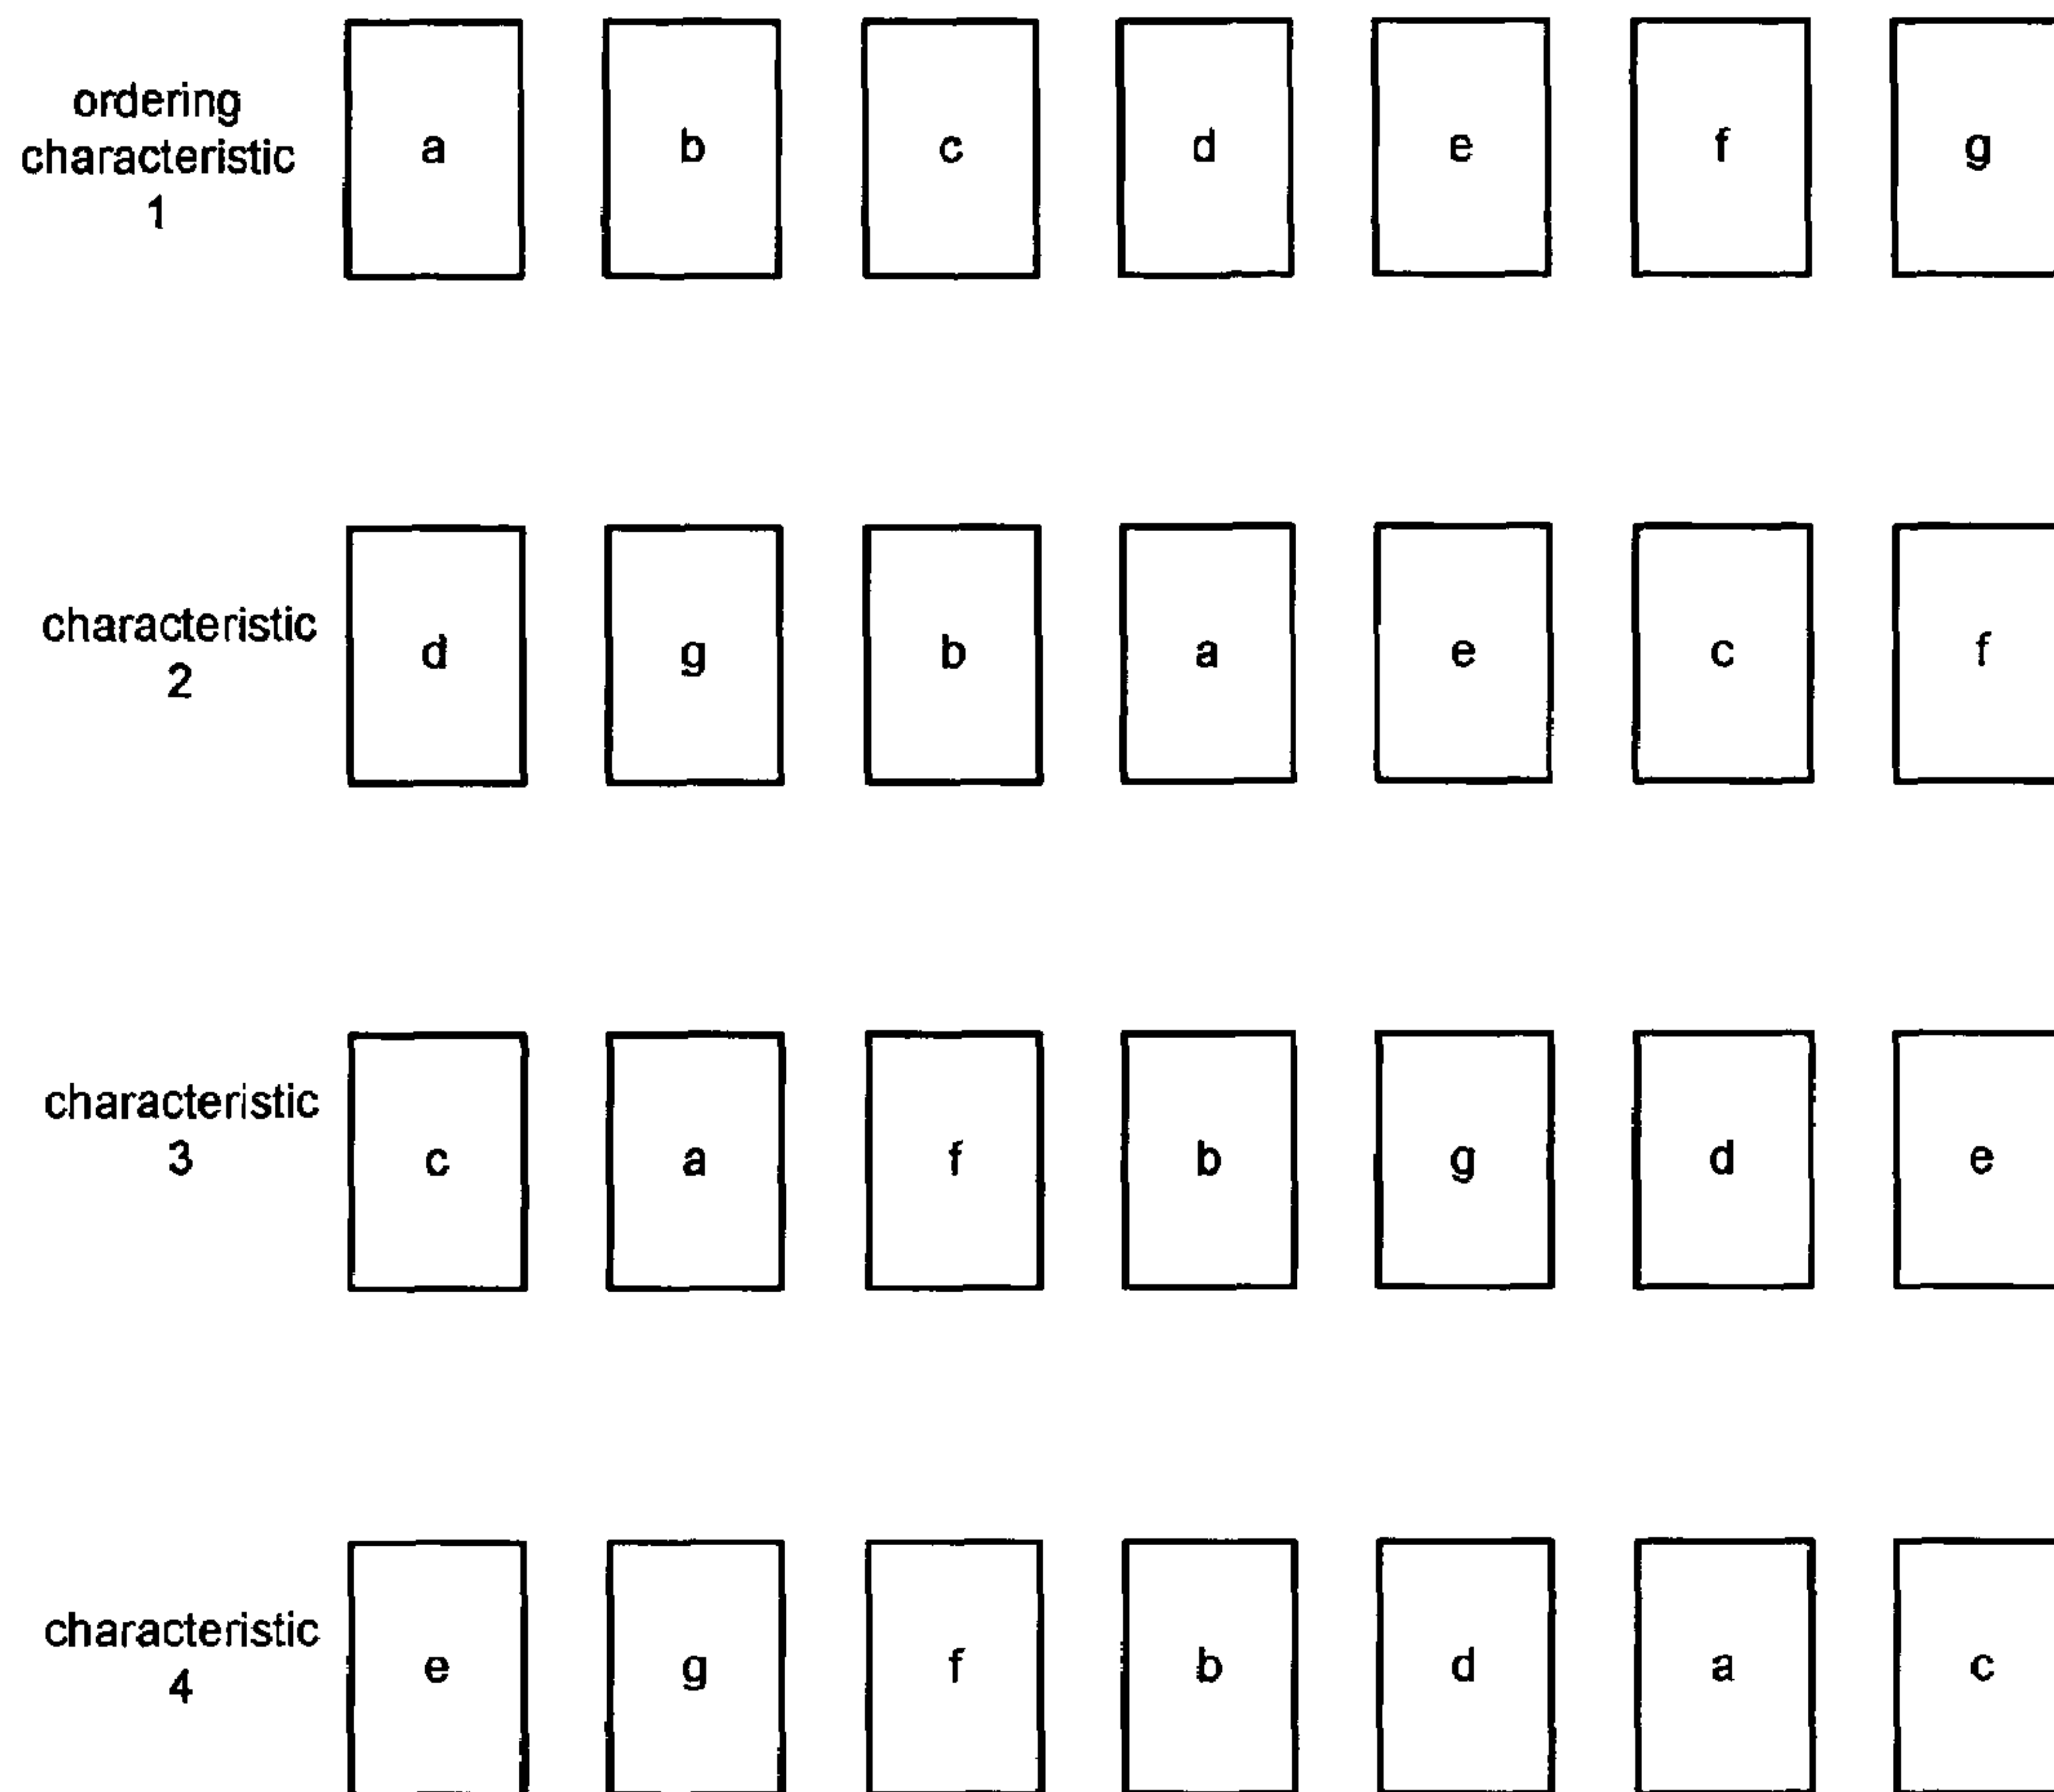 ordering
characteristic
1
a b c d e f g
characteristic
2
d g b a e c f
characteristic
3
c a f b g d e
characteristic
4
e g f b d a c